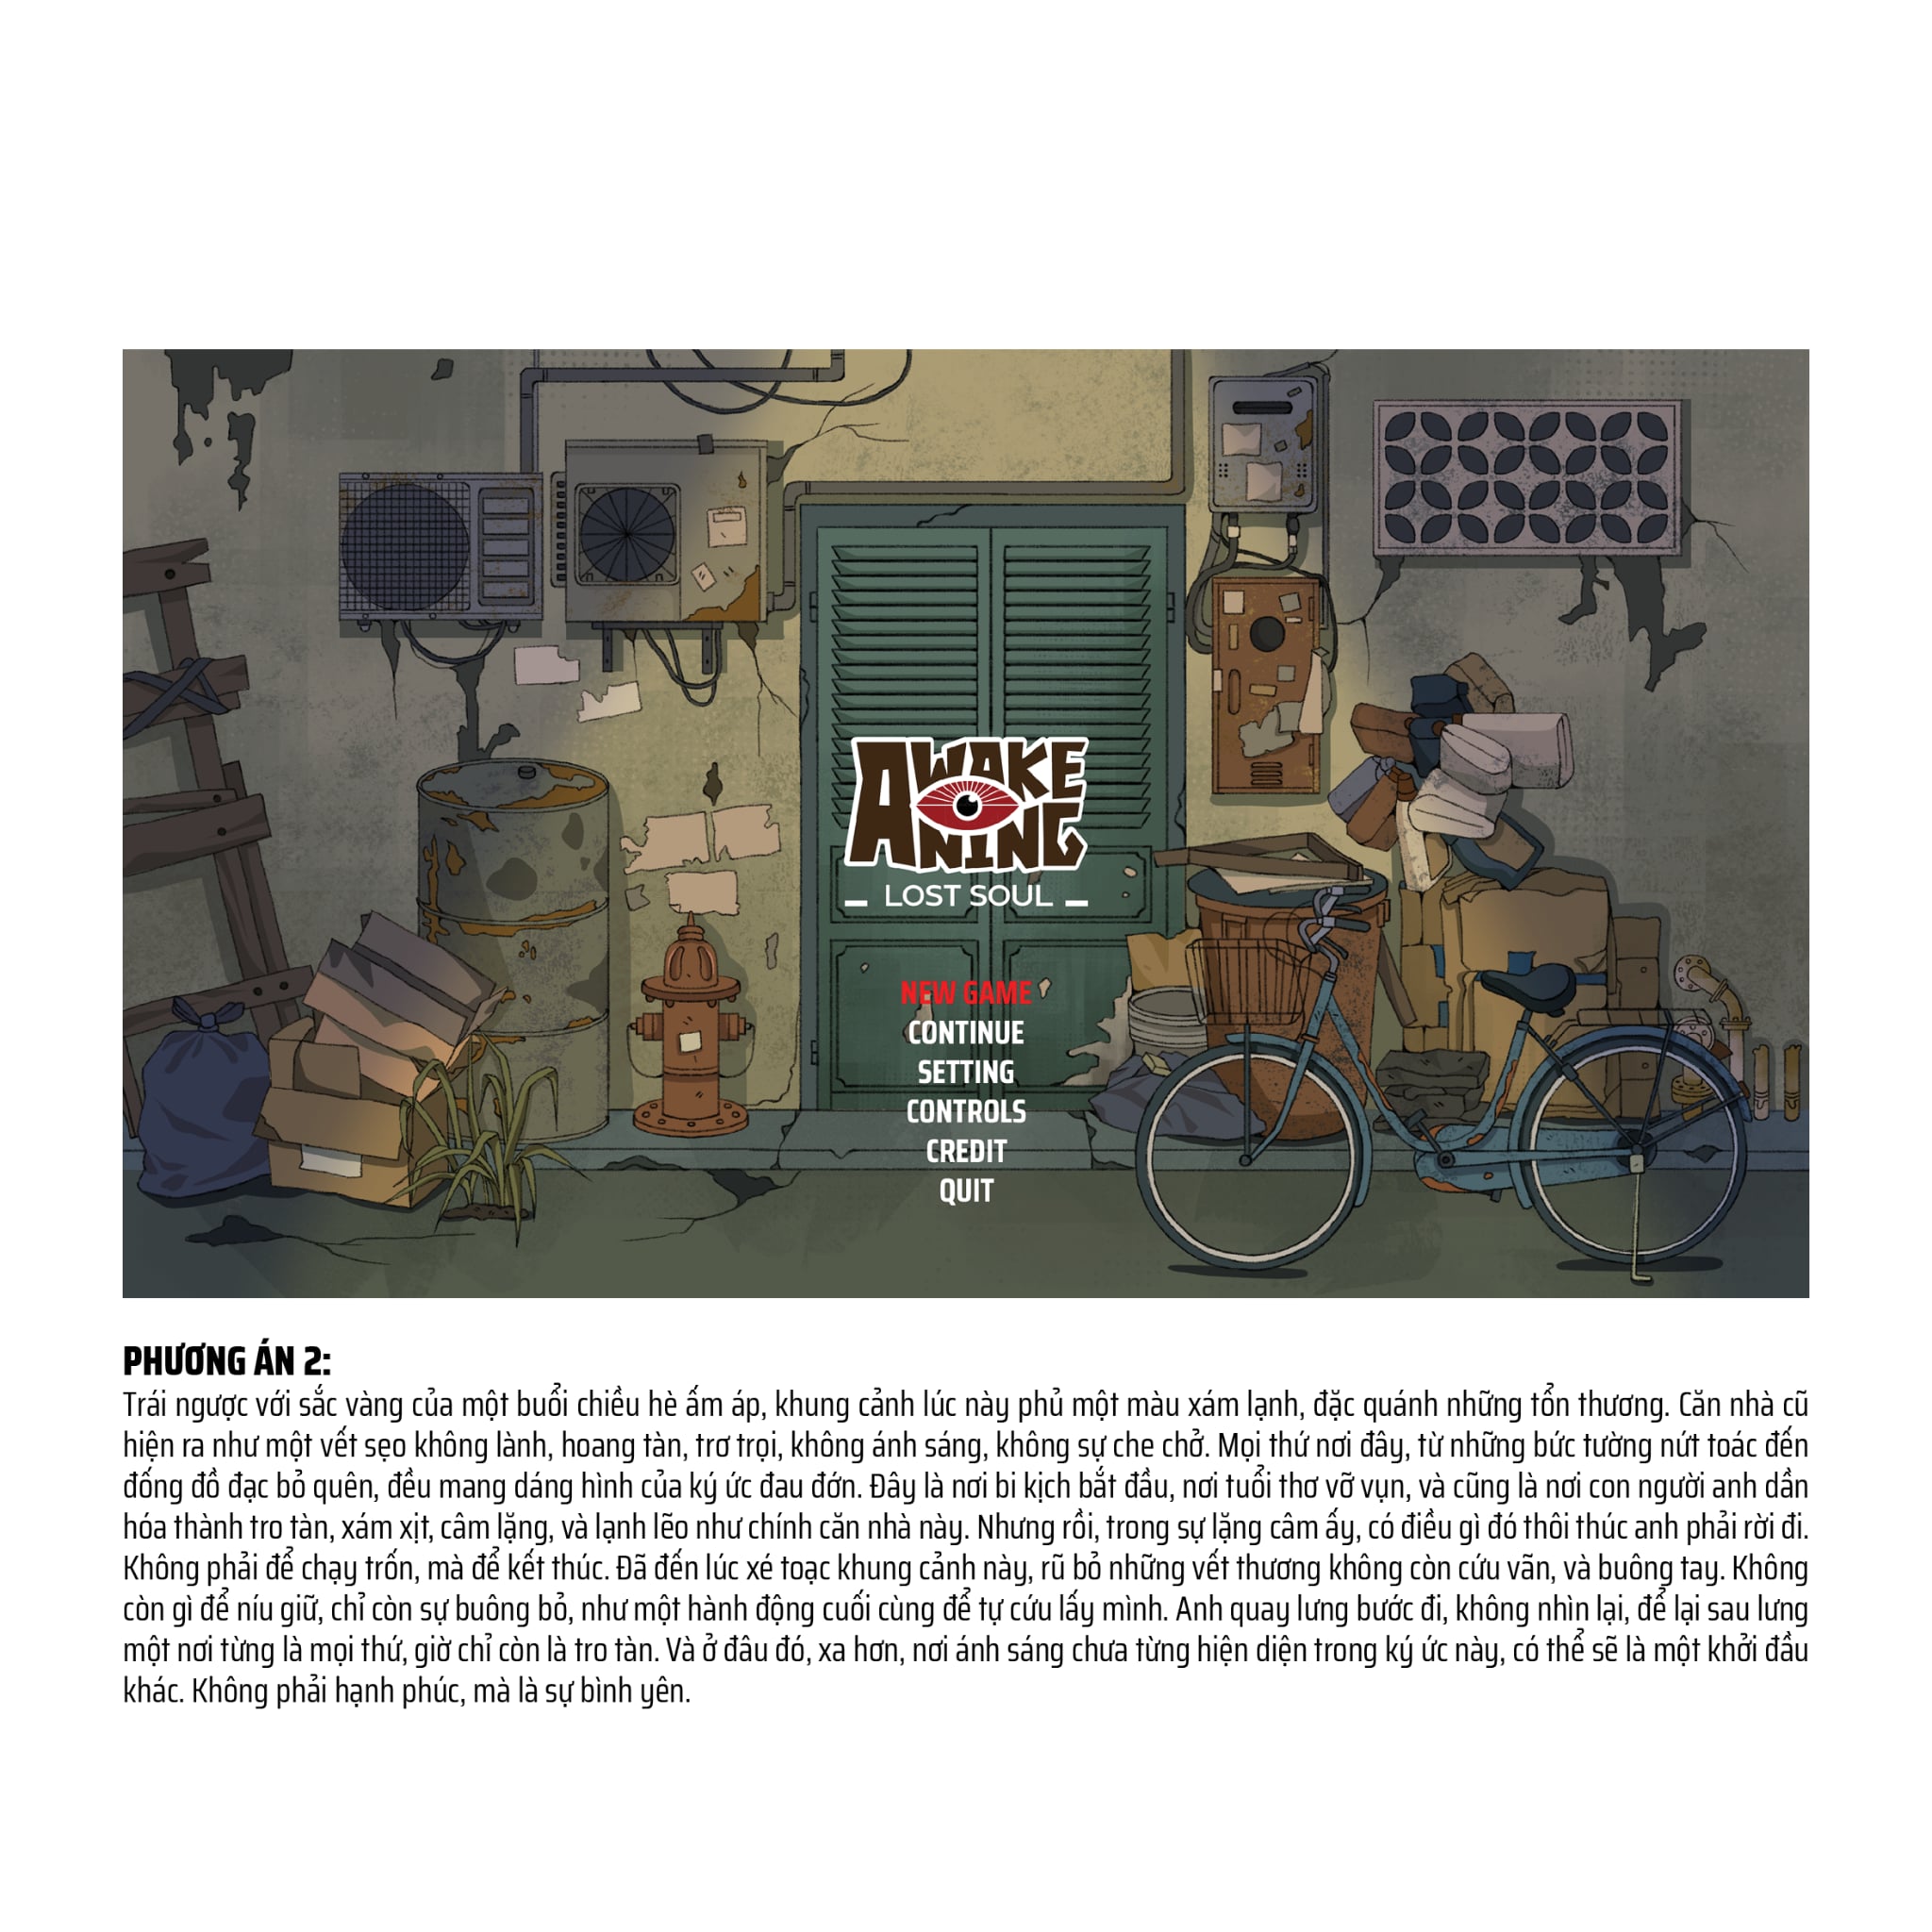 AWAKE
NING
LOST SOUL
NEW GAME
CONTINUE
SETTING
CONTROLS
CREDIT
QUIT
PHƯƠNG ÁN 2:
Trái ngược với sắc vàng của một buổi chiều hè ấm áp, khung cảnh lúc này phủ một màu xám lạnh, đặc quánh những tổn thương. Căn nhà cũ
hiện ra như một vết sẹo không lành, hoang tàn, trơ trọi, không ánh sáng, không sự che chở. Mọi thứ nơi đây, từ những bức tường nứt toác đến
đống đồ đạc bỏ quên, đều mang dáng hình của ký ức đau đớn. Đây là nơi bi kịch bắt đầu, nơi tuổi thơ vỡ vụn, và cũng là nơi con người anh dần
hóa thành tro tàn, xám xịt, câm lặng, và lạnh lẽo như chính căn nhà này. Nhưng rồi, trong sự lặng câm ấy, có điều gì đó thôi thúc anh phải rời đi.
Không phải để chạy trốn, mà để kết thúc. Đã đến lúc xé toạc khung cảnh này, rũ bỏ những vết thương không còn cứu vãn, và buông tay. Không
còn gì để níu giữ, chỉ còn sự buông bỏ, như một hành động cuối cùng để tự cứu lấy mình. Anh quay lưng bước đi, không nhìn lại, để lại sau lưng
một nơi từng là mọi thứ, giờ chỉ còn là tro tàn. Và ở đâu đó, xa hơn, nơi ánh sáng chưa từng hiện diện trong ký ức này, có thể sẽ là một khởi đầu
khác. Không phải hạnh phúc, mà là sự bình yên.